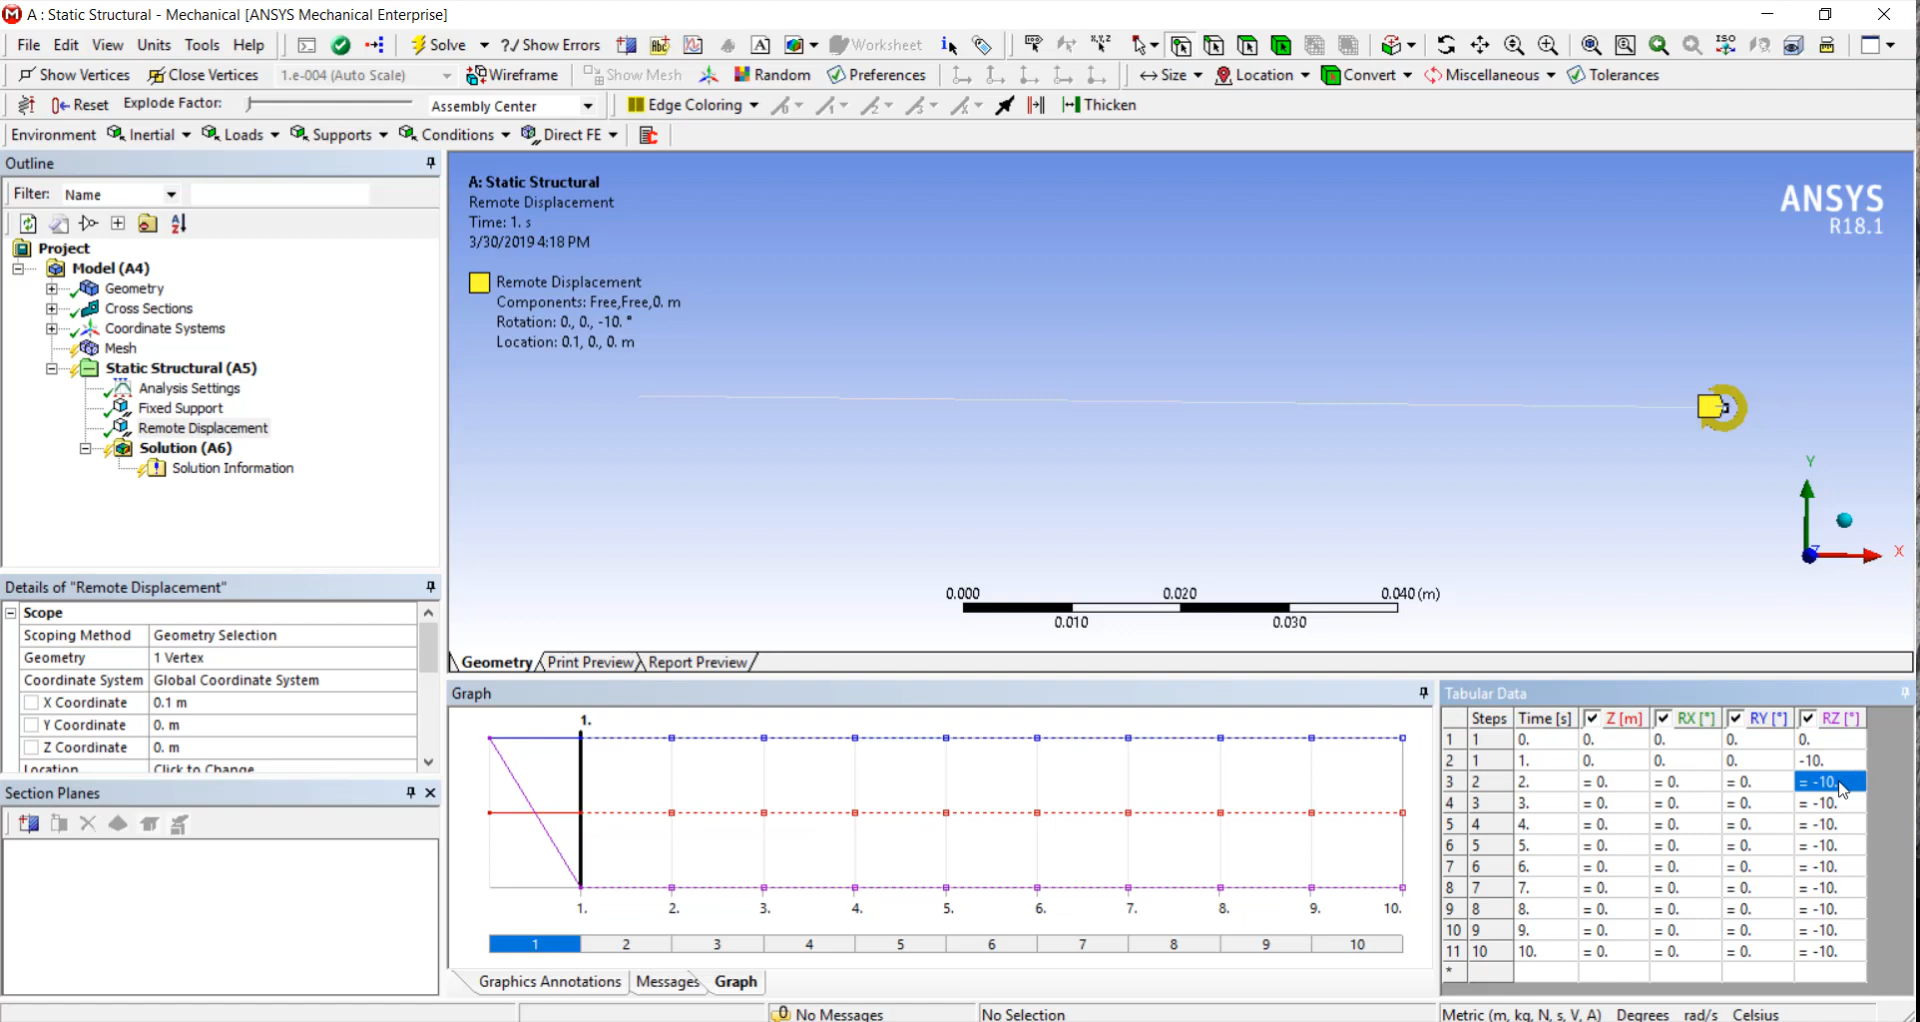 A : Static Structural - Mechanical [ANSYS Mechanical Enterprise]
File Edit View Units Tools Help Solve ?/ Show Errors Worksheet
Show Vertices Close Vertices 1.e-004 (Auto Scale) Wireframe Show Mesh Random Preferences Size Location Convert Miscellaneous Tolerances
Reset Explode Factor: Assembly Center Edge Coloring Thicken
Environment Inertial Loads Supports Conditions Direct FE
Outline
Filter: Name
Project
Model (A4)
Geometry
Cross Sections
Coordinate Systems
Mesh
Static Structural (A5)
Analysis Settings
Fixed Support
Remote Displacement
Solution (A6)
Solution Information
A: Static Structural
Remote Displacement
Time: 1. s
3/30/2019 4:18 PM
Remote Displacement
Components: Free,Free,0. m
Rotation: 0., 0., -10. °
Location: 0.1, 0., 0. m
ANSYS
R18.1
Y
Z
X
0.000 0.020 0.040 (m)
0.010 0.030
Geometry Print Preview Report Preview
Details of "Remote Displacement"
Scope
Scoping Method Geometry Selection
Geometry 1 Vertex
Coordinate System Global Coordinate System
X Coordinate 0.1 m
Y Coordinate 0. m
Z Coordinate 0. m
Location Click to Change
Section Planes
Graph
1.
1. 2. 3. 4. 5. 6. 7. 8. 9. 10.
1 2 3 4 5 6 7 8 9 10
Graphics Annotations Messages Graph
Tabular Data
Steps Time [s] Z [m] RX [°] RY [°] RZ [°]
1 1 0. 0. 0. 0. 0.
2 1 1. 0. 0. 0. -10.
3 2 2. = 0. = 0. = 0. = -10.
4 3 3. = 0. = 0. = 0. = -10.
5 4 4. = 0. = 0. = 0. = -10.
6 5 5. = 0. = 0. = 0. = -10.
7 6 6. = 0. = 0. = 0. = -10.
8 7 7. = 0. = 0. = 0. = -10.
9 8 8. = 0. = 0. = 0. = -10.
10 9 9. = 0. = 0. = 0. = -10.
11 10 10. = 0. = 0. = 0. = -10.
*
No Messages No Selection Metric (m, kg, N, s, V, A) Degrees rad/s Celsius